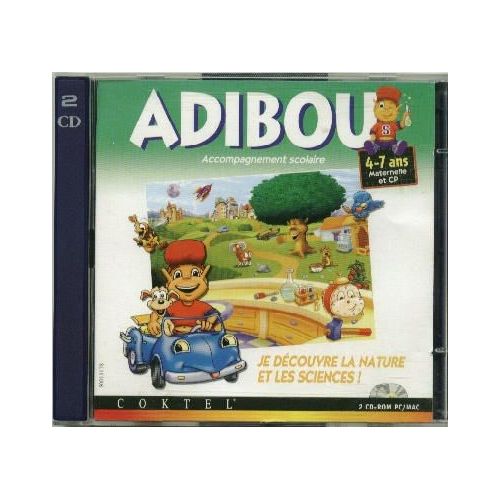 2
CD
ADIBOU
Accompagnement scolaire
S
4-7 ans
Maternelle
et CP
JE DÉCOUVRE LA NATURE
ET LES SCIENCES !
COKTEL
2 CD-ROM PC/MAC